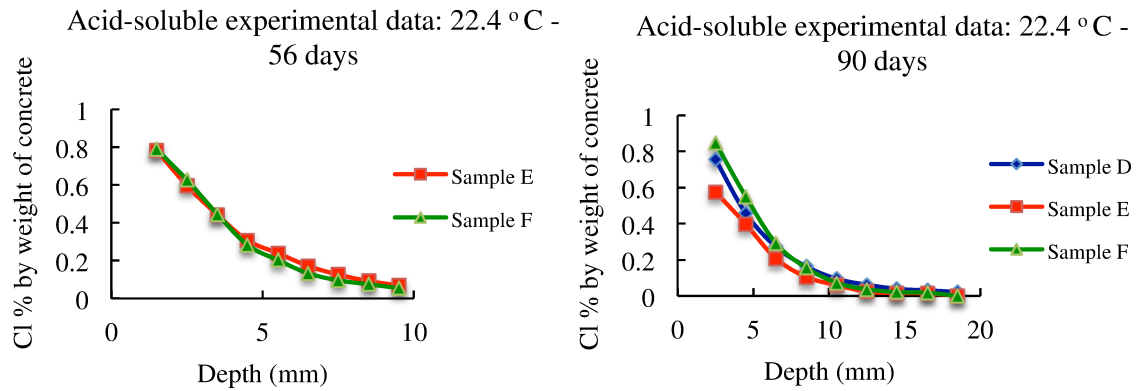 Acid-soluble experimental data: 22.4 ° C -
56 days
Cl % by weight of concrete
1
0.8
0.6
0.4
0.2
0
0
5
10
Depth (mm)
Sample E
Sample F
Acid-soluble experimental data: 22.4 ° C -
90 days
Cl % by weight of concrete
1
0.8
0.6
0.4
0.2
0
0
5
10
15
20
Depth (mm)
Sample D
Sample E
Sample F